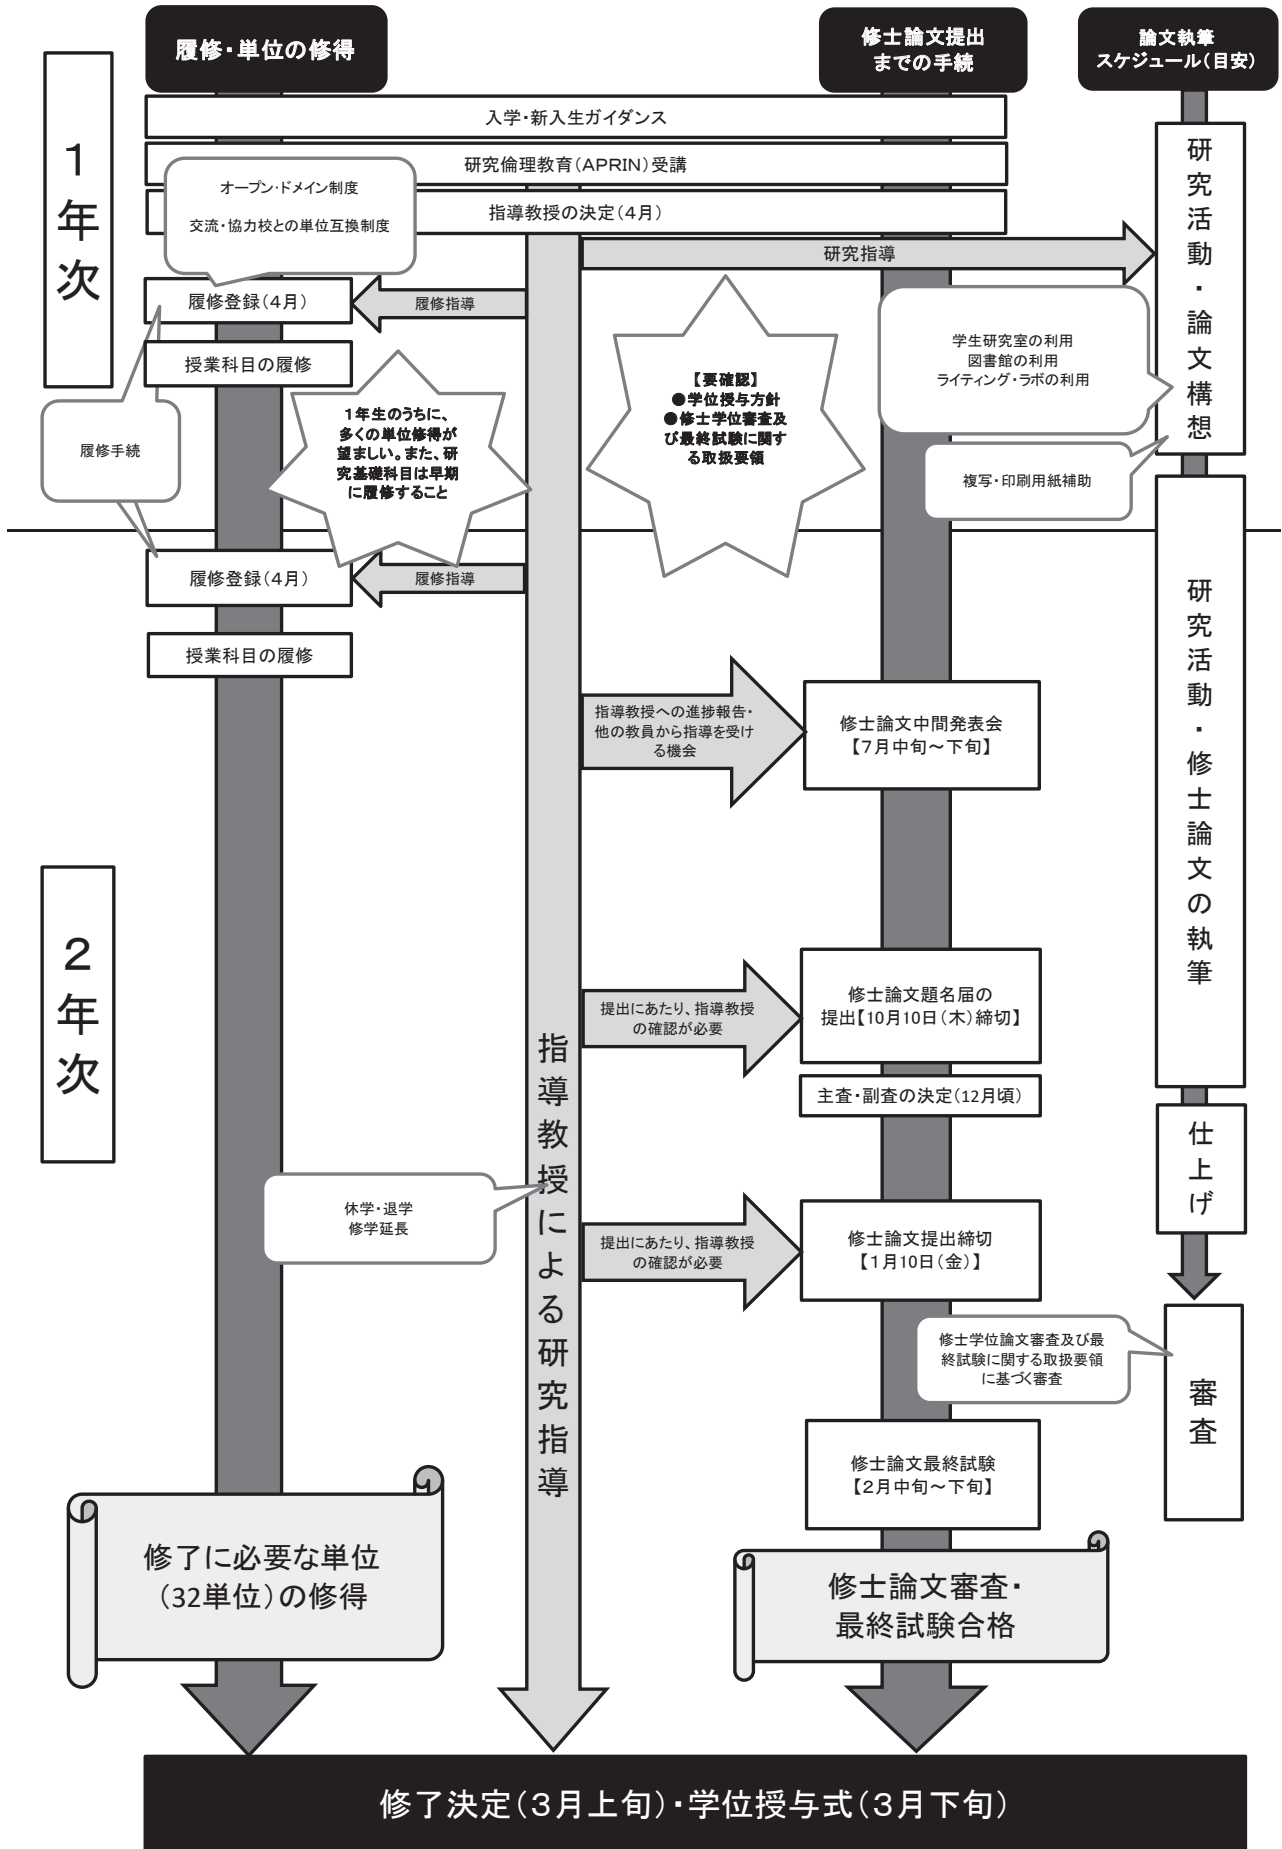 履修・単位の修得
修士論文提出
までの手続
論文執筆
スケジュール(目安)
1年次
入学・新入生ガイダンス
研究倫理教育(APRIN)受講
指導教授の決定(4月)
オープン・ドメイン制度
交流・協力校との単位互換制度
研究指導
研究活動・論文構想
履修登録(4月)
履修指導
授業科目の履修
履修手続
1年生のうちに、
多くの単位修得が
望ましい。また、研
究基礎科目は早期
に履修すること
【要確認】
●学位授与方針
●修士学位審査及
び最終試験に関す
る取扱要領
学生研究室の利用
図書館の利用
ライティング・ラボの利用
複写・印刷用紙補助
2年次
履修登録(4月)
履修指導
授業科目の履修
研究活動・修士論文の執筆
指導教授への進捗報告・
他の教員から指導を受け
る機会
修士論文中間発表会
【7月中旬～下旬】
提出にあたり、指導教授
の確認が必要
修士論文題名届の
提出【10月10日(木)締切】
主査・副査の決定(12月頃)
指導教授による研究指導
仕上げ
休学・退学
修学延長
提出にあたり、指導教授
の確認が必要
修士論文提出締切
【1月10日(金)】
修士学位論文審査及び最
終試験に関する取扱要領
に基づく審査
審査
修士論文最終試験
【2月中旬～下旬】
修了に必要な単位
(32単位)の修得
修士論文審査・
最終試験合格
修了決定(3月上旬)・学位授与式(3月下旬)